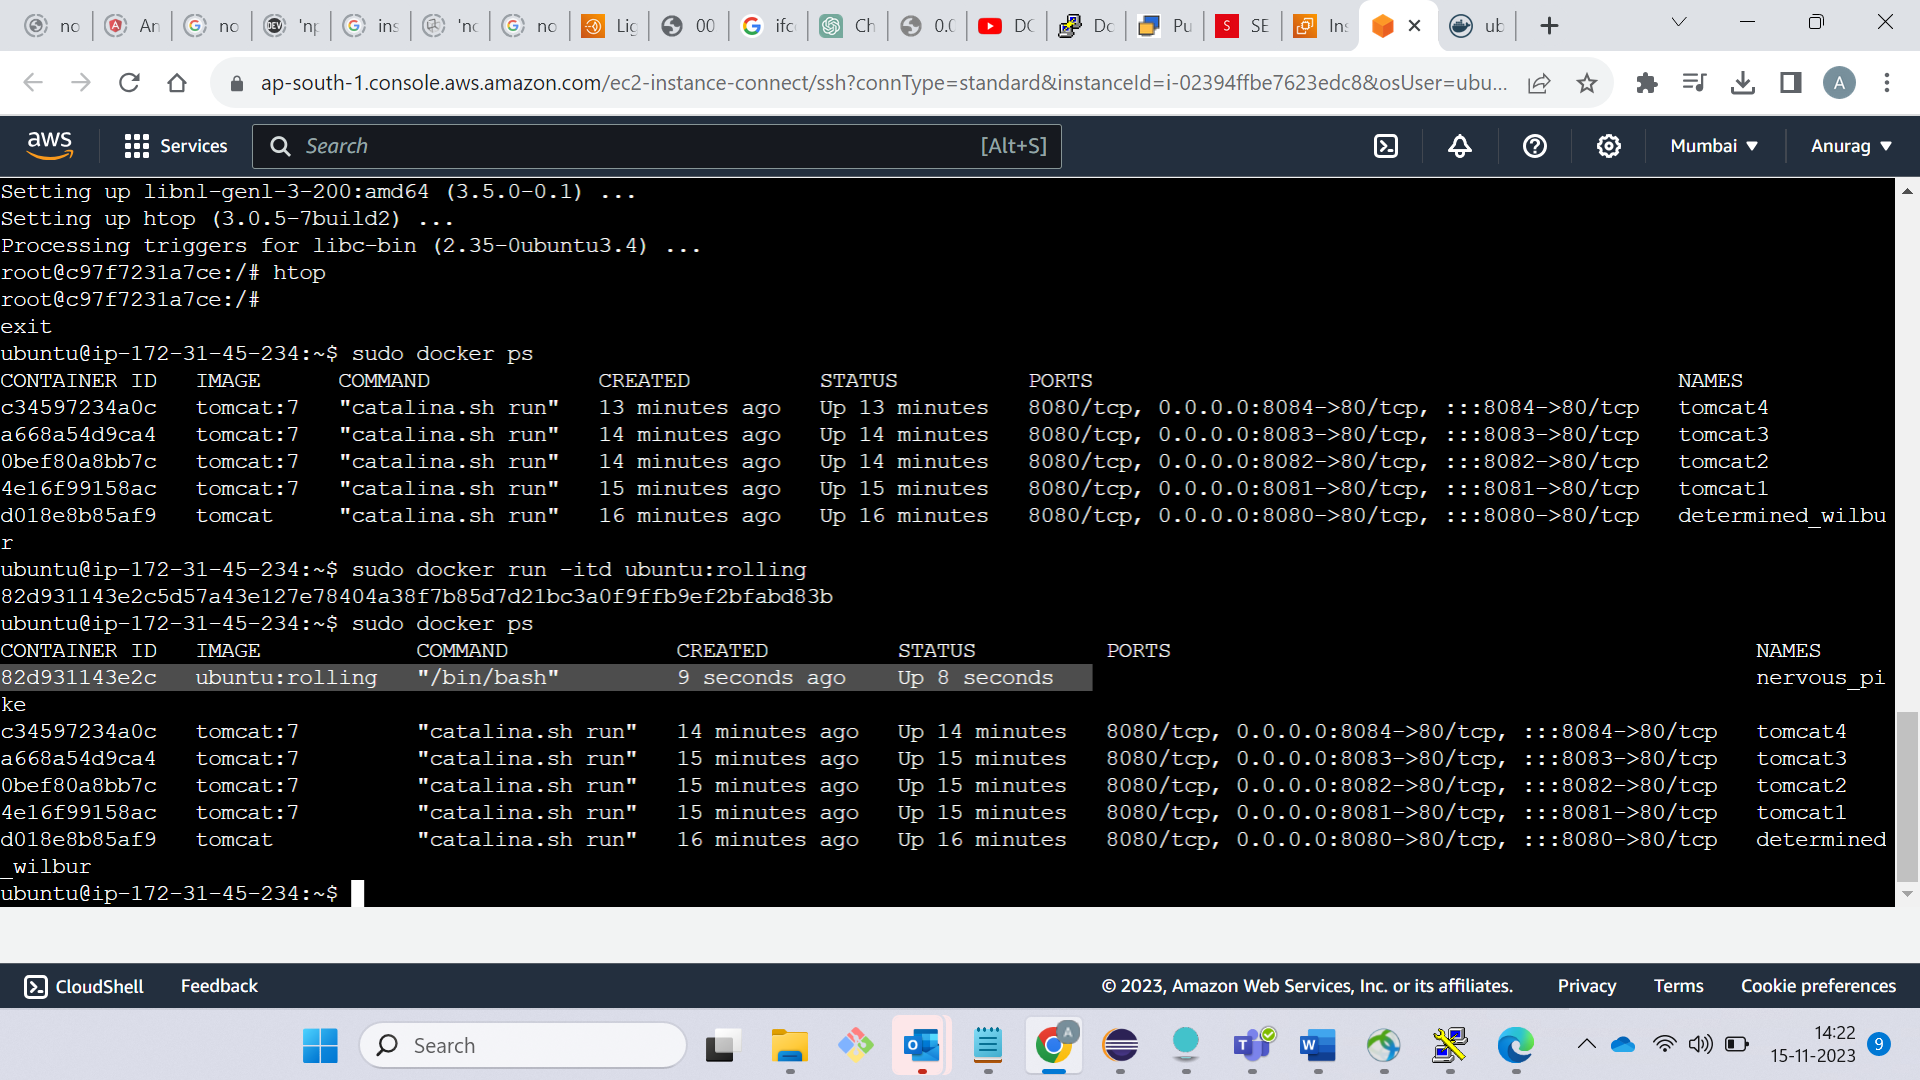 no
An
no
'np
ins
'no
no
Lig
00
ifc
Ch
0.0
DC
Do
Pu
SE
Ins
ub
ap-south-1.console.aws.amazon.com/ec2-instance-connect/ssh?connType=standard&instanceId=i-02394ffbe7623edc8&osUser=ubu...
A
aws
Services
Search
[Alt+S]
Mumbai
Anurag
Setting up libnl-genl-3-200:amd64 (3.5.0-0.1) ...
Setting up htop (3.0.5-7build2) ...
Processing triggers for libc-bin (2.35-0ubuntu3.4) ...
root@c97f7231a7ce:/# htop
root@c97f7231a7ce:/#
exit
ubuntu@ip-172-31-45-234:~$ sudo docker ps
CONTAINER ID IMAGE COMMAND CREATED STATUS PORTS NAMES
c34597234a0c tomcat:7 "catalina.sh run" 13 minutes ago Up 13 minutes 8080/tcp, 0.0.0.0:8084->80/tcp, :::8084->80/tcp tomcat4
a668a54d9ca4 tomcat:7 "catalina.sh run" 14 minutes ago Up 14 minutes 8080/tcp, 0.0.0.0:8083->80/tcp, :::8083->80/tcp tomcat3
0bef80a8bb7c tomcat:7 "catalina.sh run" 14 minutes ago Up 14 minutes 8080/tcp, 0.0.0.0:8082->80/tcp, :::8082->80/tcp tomcat2
4e16f99158ac tomcat:7 "catalina.sh run" 15 minutes ago Up 15 minutes 8080/tcp, 0.0.0.0:8081->80/tcp, :::8081->80/tcp tomcat1
d018e8b85af9 tomcat "catalina.sh run" 16 minutes ago Up 16 minutes 8080/tcp, 0.0.0.0:8080->80/tcp, :::8080->80/tcp determined_wilbu
r
ubuntu@ip-172-31-45-234:~$ sudo docker run -itd ubuntu:rolling
82d931143e2c5d57a43e127e78404a38f7b85d7d21bc3a0f9ffb9ef2bfabd83b
ubuntu@ip-172-31-45-234:~$ sudo docker ps
CONTAINER ID IMAGE COMMAND CREATED STATUS PORTS NAMES
82d931143e2c ubuntu:rolling "/bin/bash" 9 seconds ago Up 8 seconds nervous_pi
ke
c34597234a0c tomcat:7 "catalina.sh run" 14 minutes ago Up 14 minutes 8080/tcp, 0.0.0.0:8084->80/tcp, :::8084->80/tcp tomcat4
a668a54d9ca4 tomcat:7 "catalina.sh run" 15 minutes ago Up 15 minutes 8080/tcp, 0.0.0.0:8083->80/tcp, :::8083->80/tcp tomcat3
0bef80a8bb7c tomcat:7 "catalina.sh run" 15 minutes ago Up 15 minutes 8080/tcp, 0.0.0.0:8082->80/tcp, :::8082->80/tcp tomcat2
4e16f99158ac tomcat:7 "catalina.sh run" 15 minutes ago Up 15 minutes 8080/tcp, 0.0.0.0:8081->80/tcp, :::8081->80/tcp tomcat1
d018e8b85af9 tomcat "catalina.sh run" 16 minutes ago Up 16 minutes 8080/tcp, 0.0.0.0:8080->80/tcp, :::8080->80/tcp determined
_wilbur
ubuntu@ip-172-31-45-234:~$
CloudShell
Feedback
© 2023, Amazon Web Services, Inc. or its affiliates.
Privacy
Terms
Cookie preferences
Search
14:22
15-11-2023
9